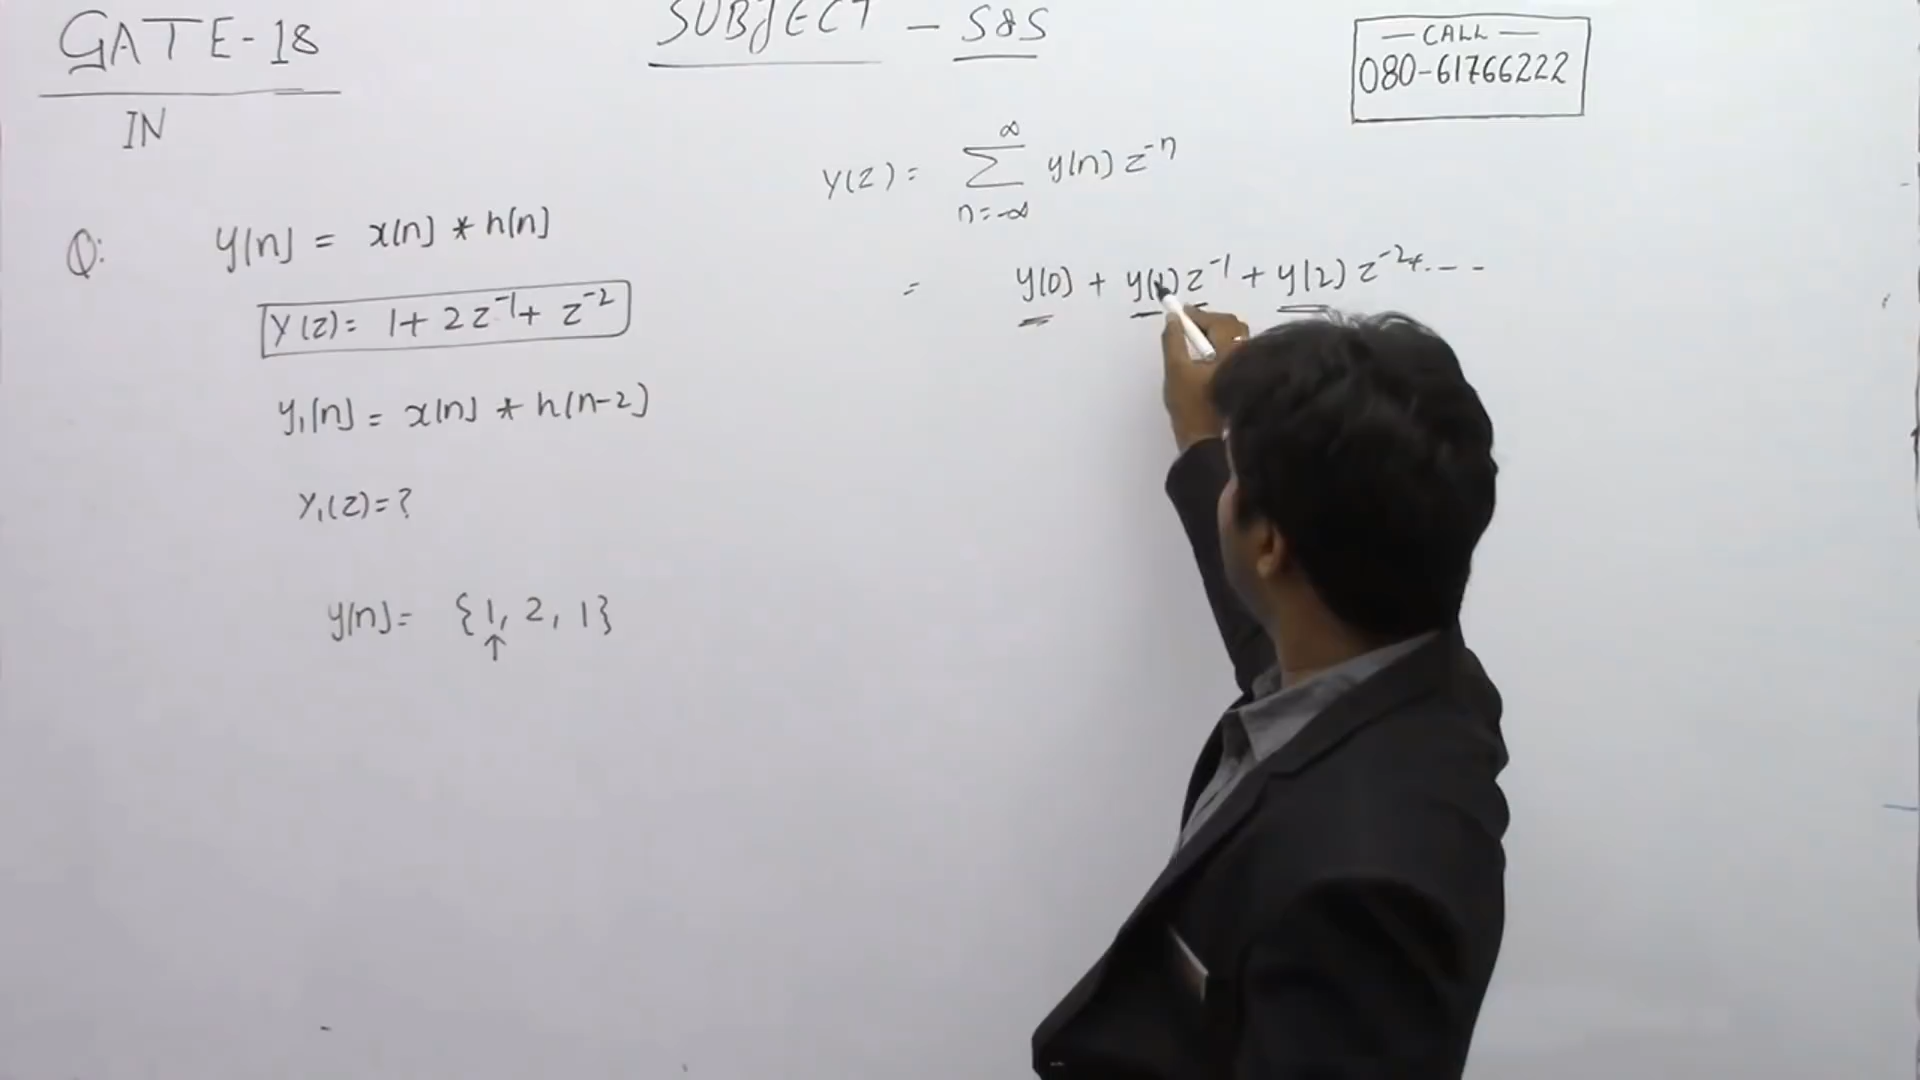 GATE-18
IN
SUBJECT - S&S
— CALL —
080-61766222
Q: y(n) = x(n) * h(n)
Y(z) = 1 + 2z⁻¹ + z⁻²
y₁(n) = x(n) * h(n-2)
Y₁(z) = ?
y(n) = {1, 2, 1}
↑
Y(z) = ∞ Σ n=-∞ y(n) z⁻ⁿ
= y(0) + y(1) z⁻¹ + y(2) z⁻² + ----